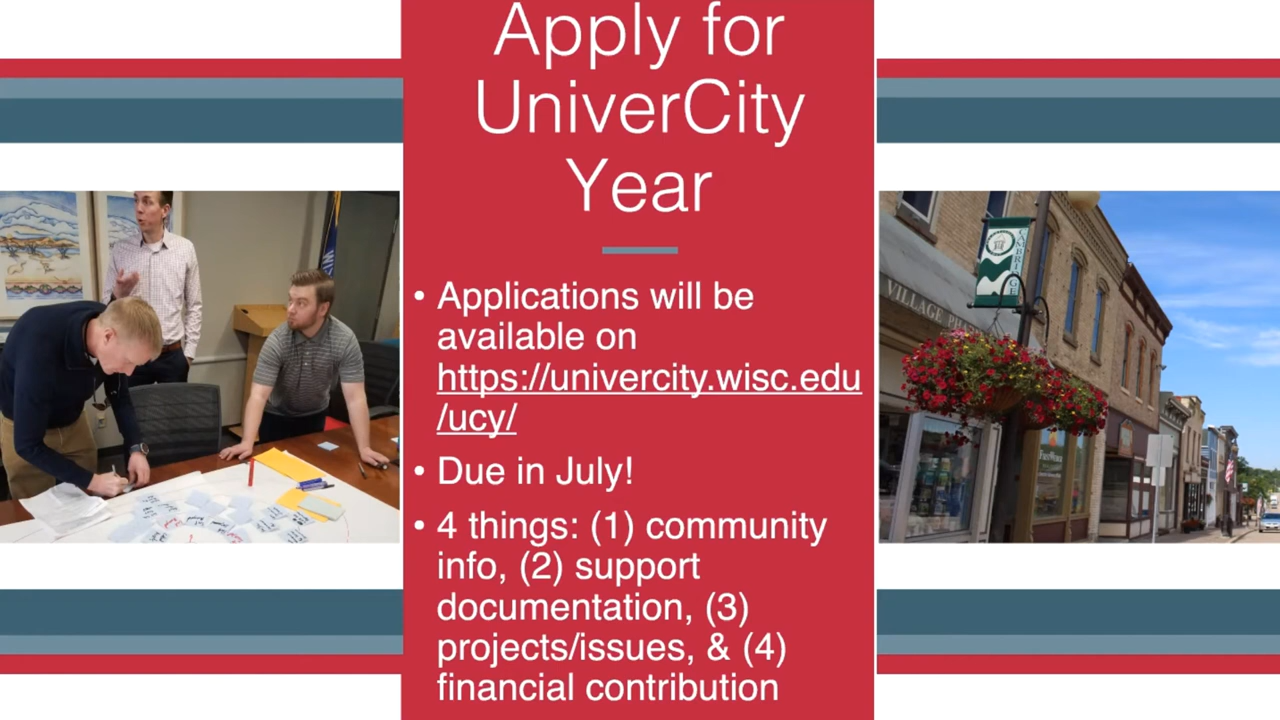 Apply for
UniverCity
Year
• Applications will be
available on
https://univercity.wisc.edu
/ucy/
• Due in July!
• 4 things: (1) community
info, (2) support
documentation, (3)
projects/issues, & (4)
financial contribution
CAMBRIDGE
VILLAGE